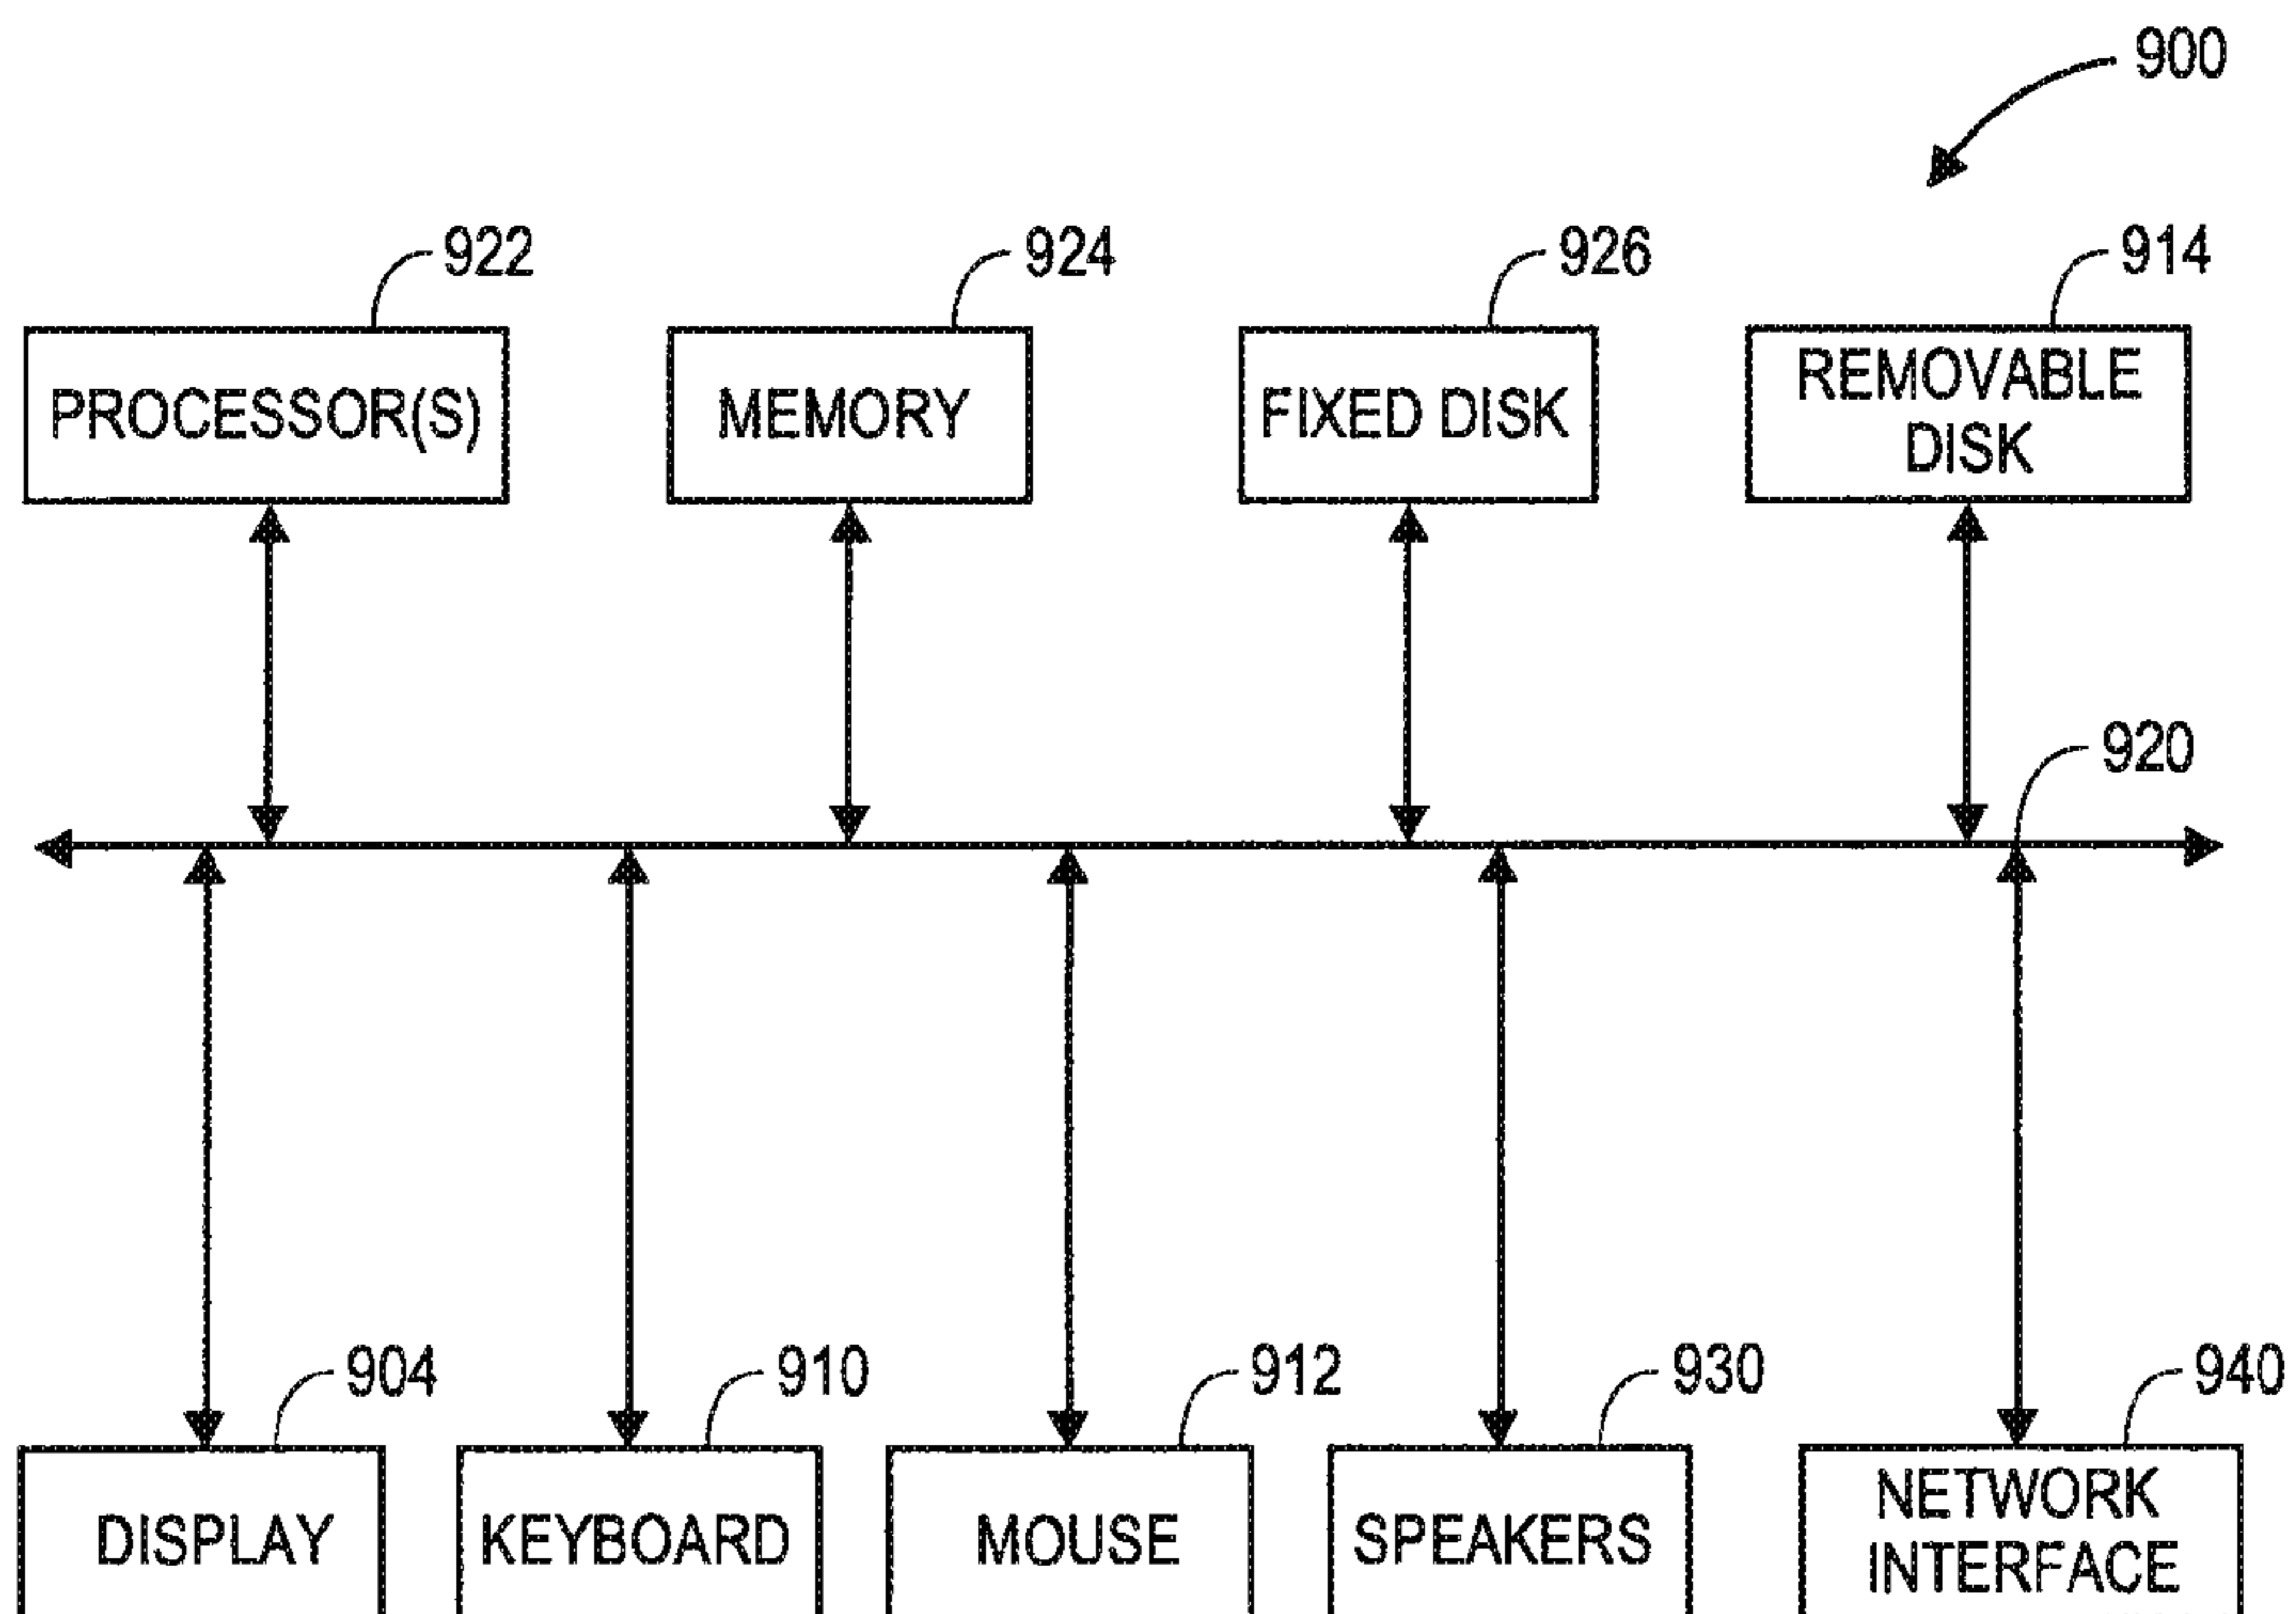 900
922
924
926
914
PROCESSOR(S)
MEMORY
FIXED DISK
REMOVABLE
DISK
920
904
910
912
930
940
DISPLAY
KEYBOARD
MOUSE
SPEAKERS
NETWORK
INTERFACE